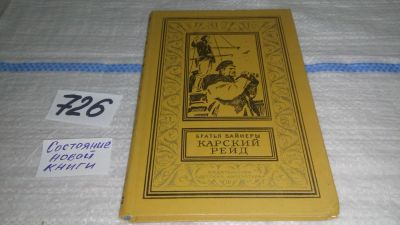 726
Состояние
новой
книги
БРАТЬЯ ВАЙНЕРЫ
КАРСКИЙ
РЕЙД